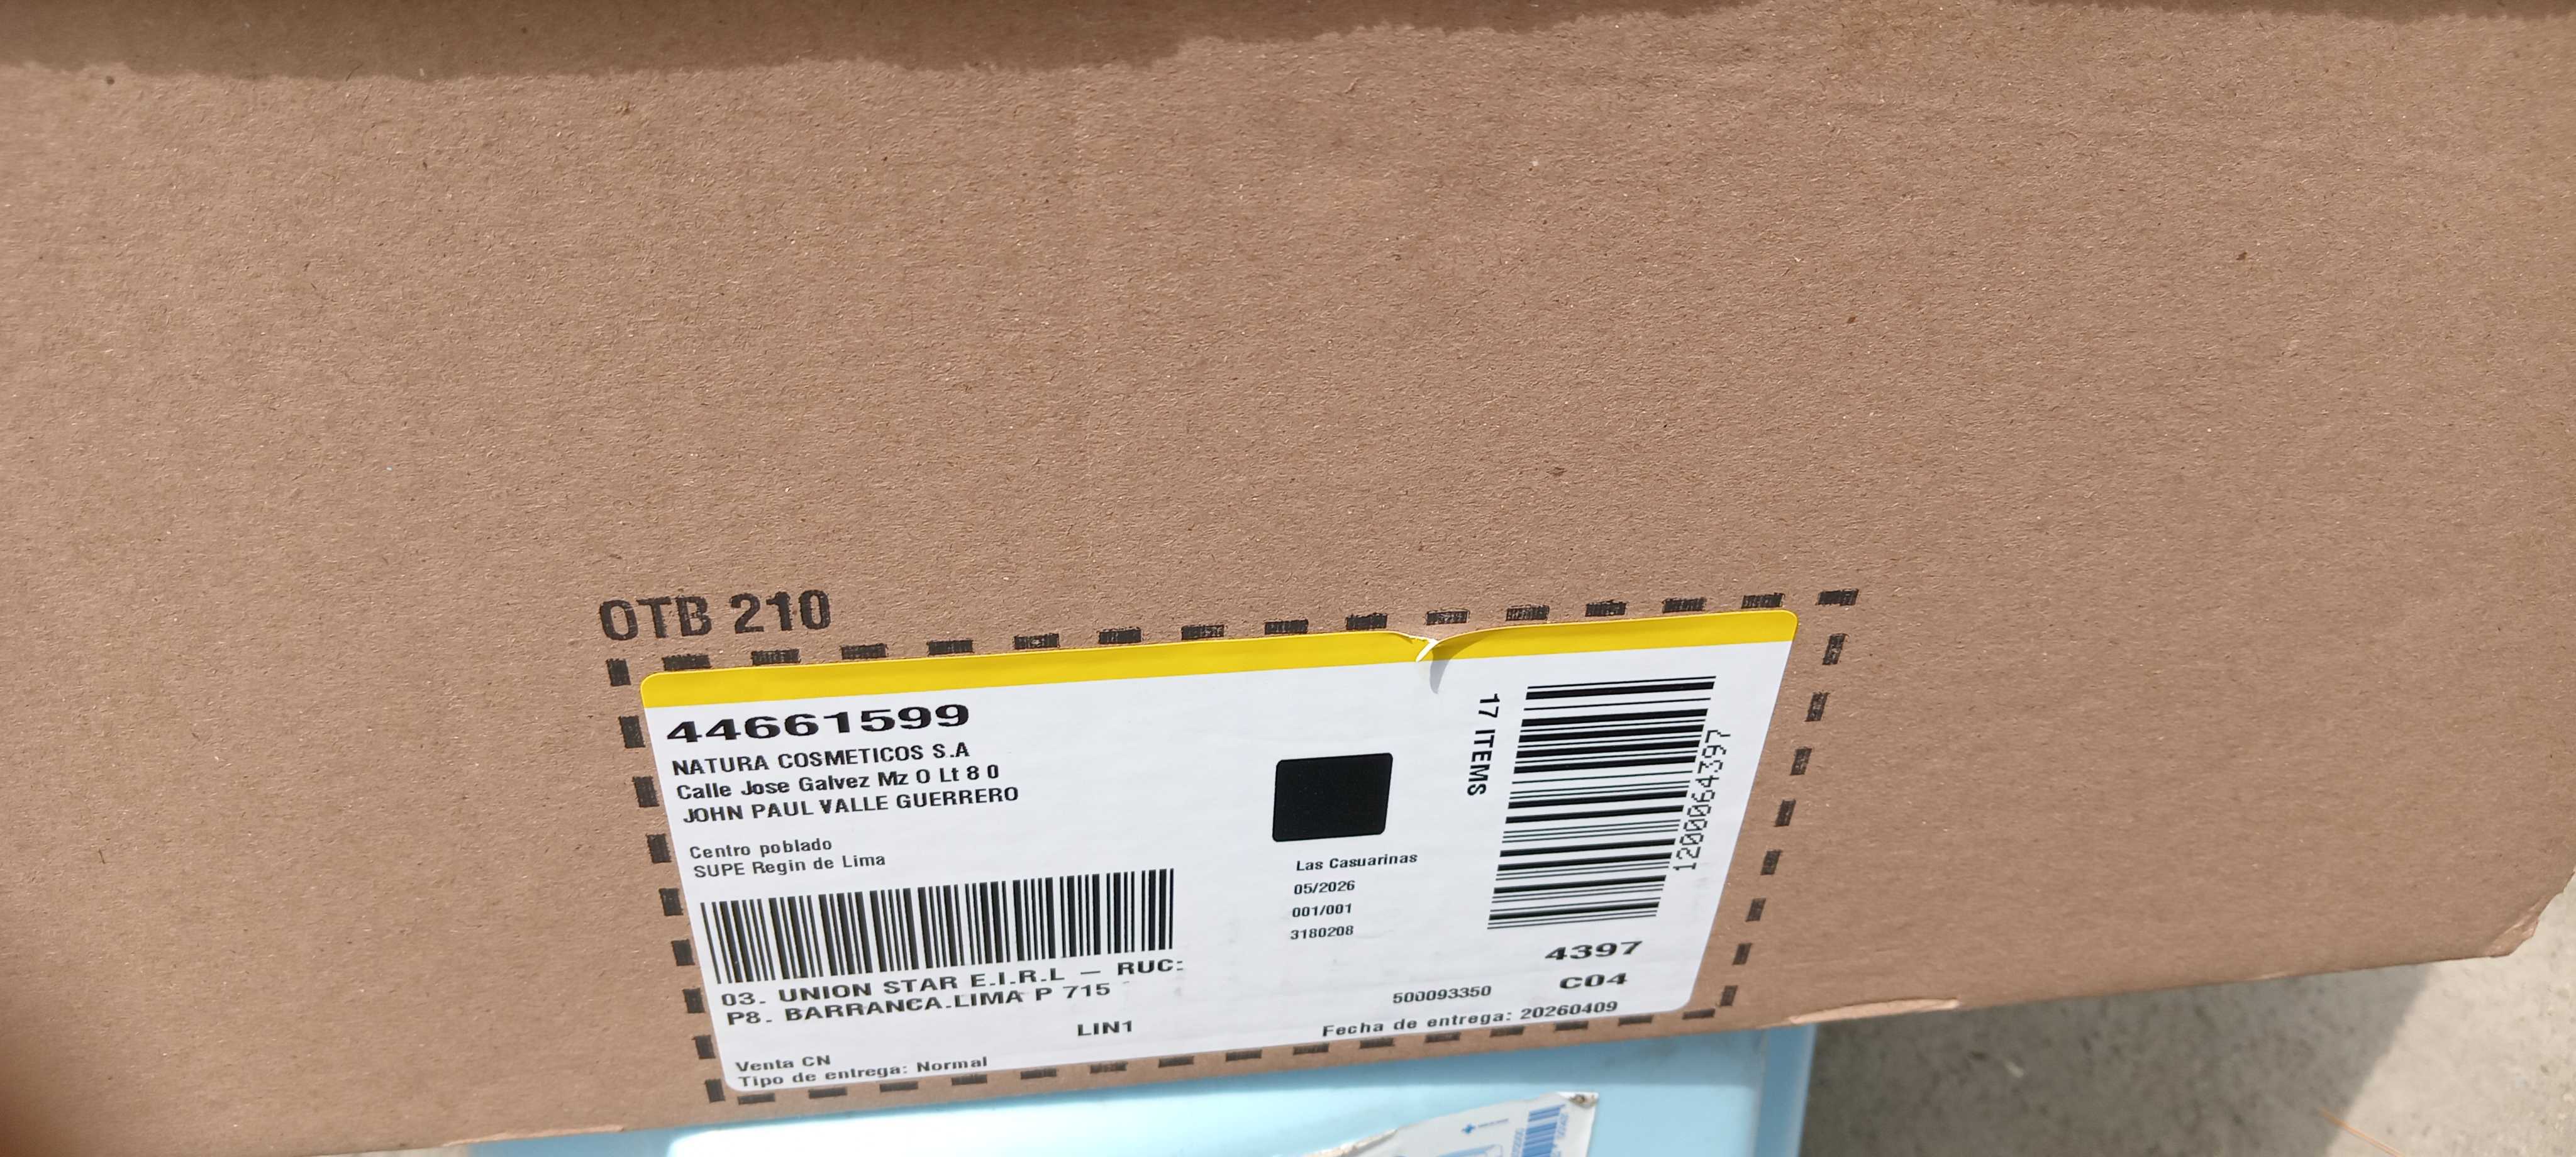 OTB 210
44661599
NATURA COSMETICOS S.A
Calle Jose Galvez Mz O Lt 8 0
JOHN PAUL VALLE GUERRERO
Centro poblado
SUPE Regin de Lima
03. UNION STAR E.I.R.L – RUC:
P8. BARRANCA.LIMA P 715
LIN1
Venta CN
Tipo de entrega: Normal
Las Casuarinas
05/2026
001/001
3180208
17 ITEMS
1200064397
4397
C04
500093350
Fecha de entrega: 20260409